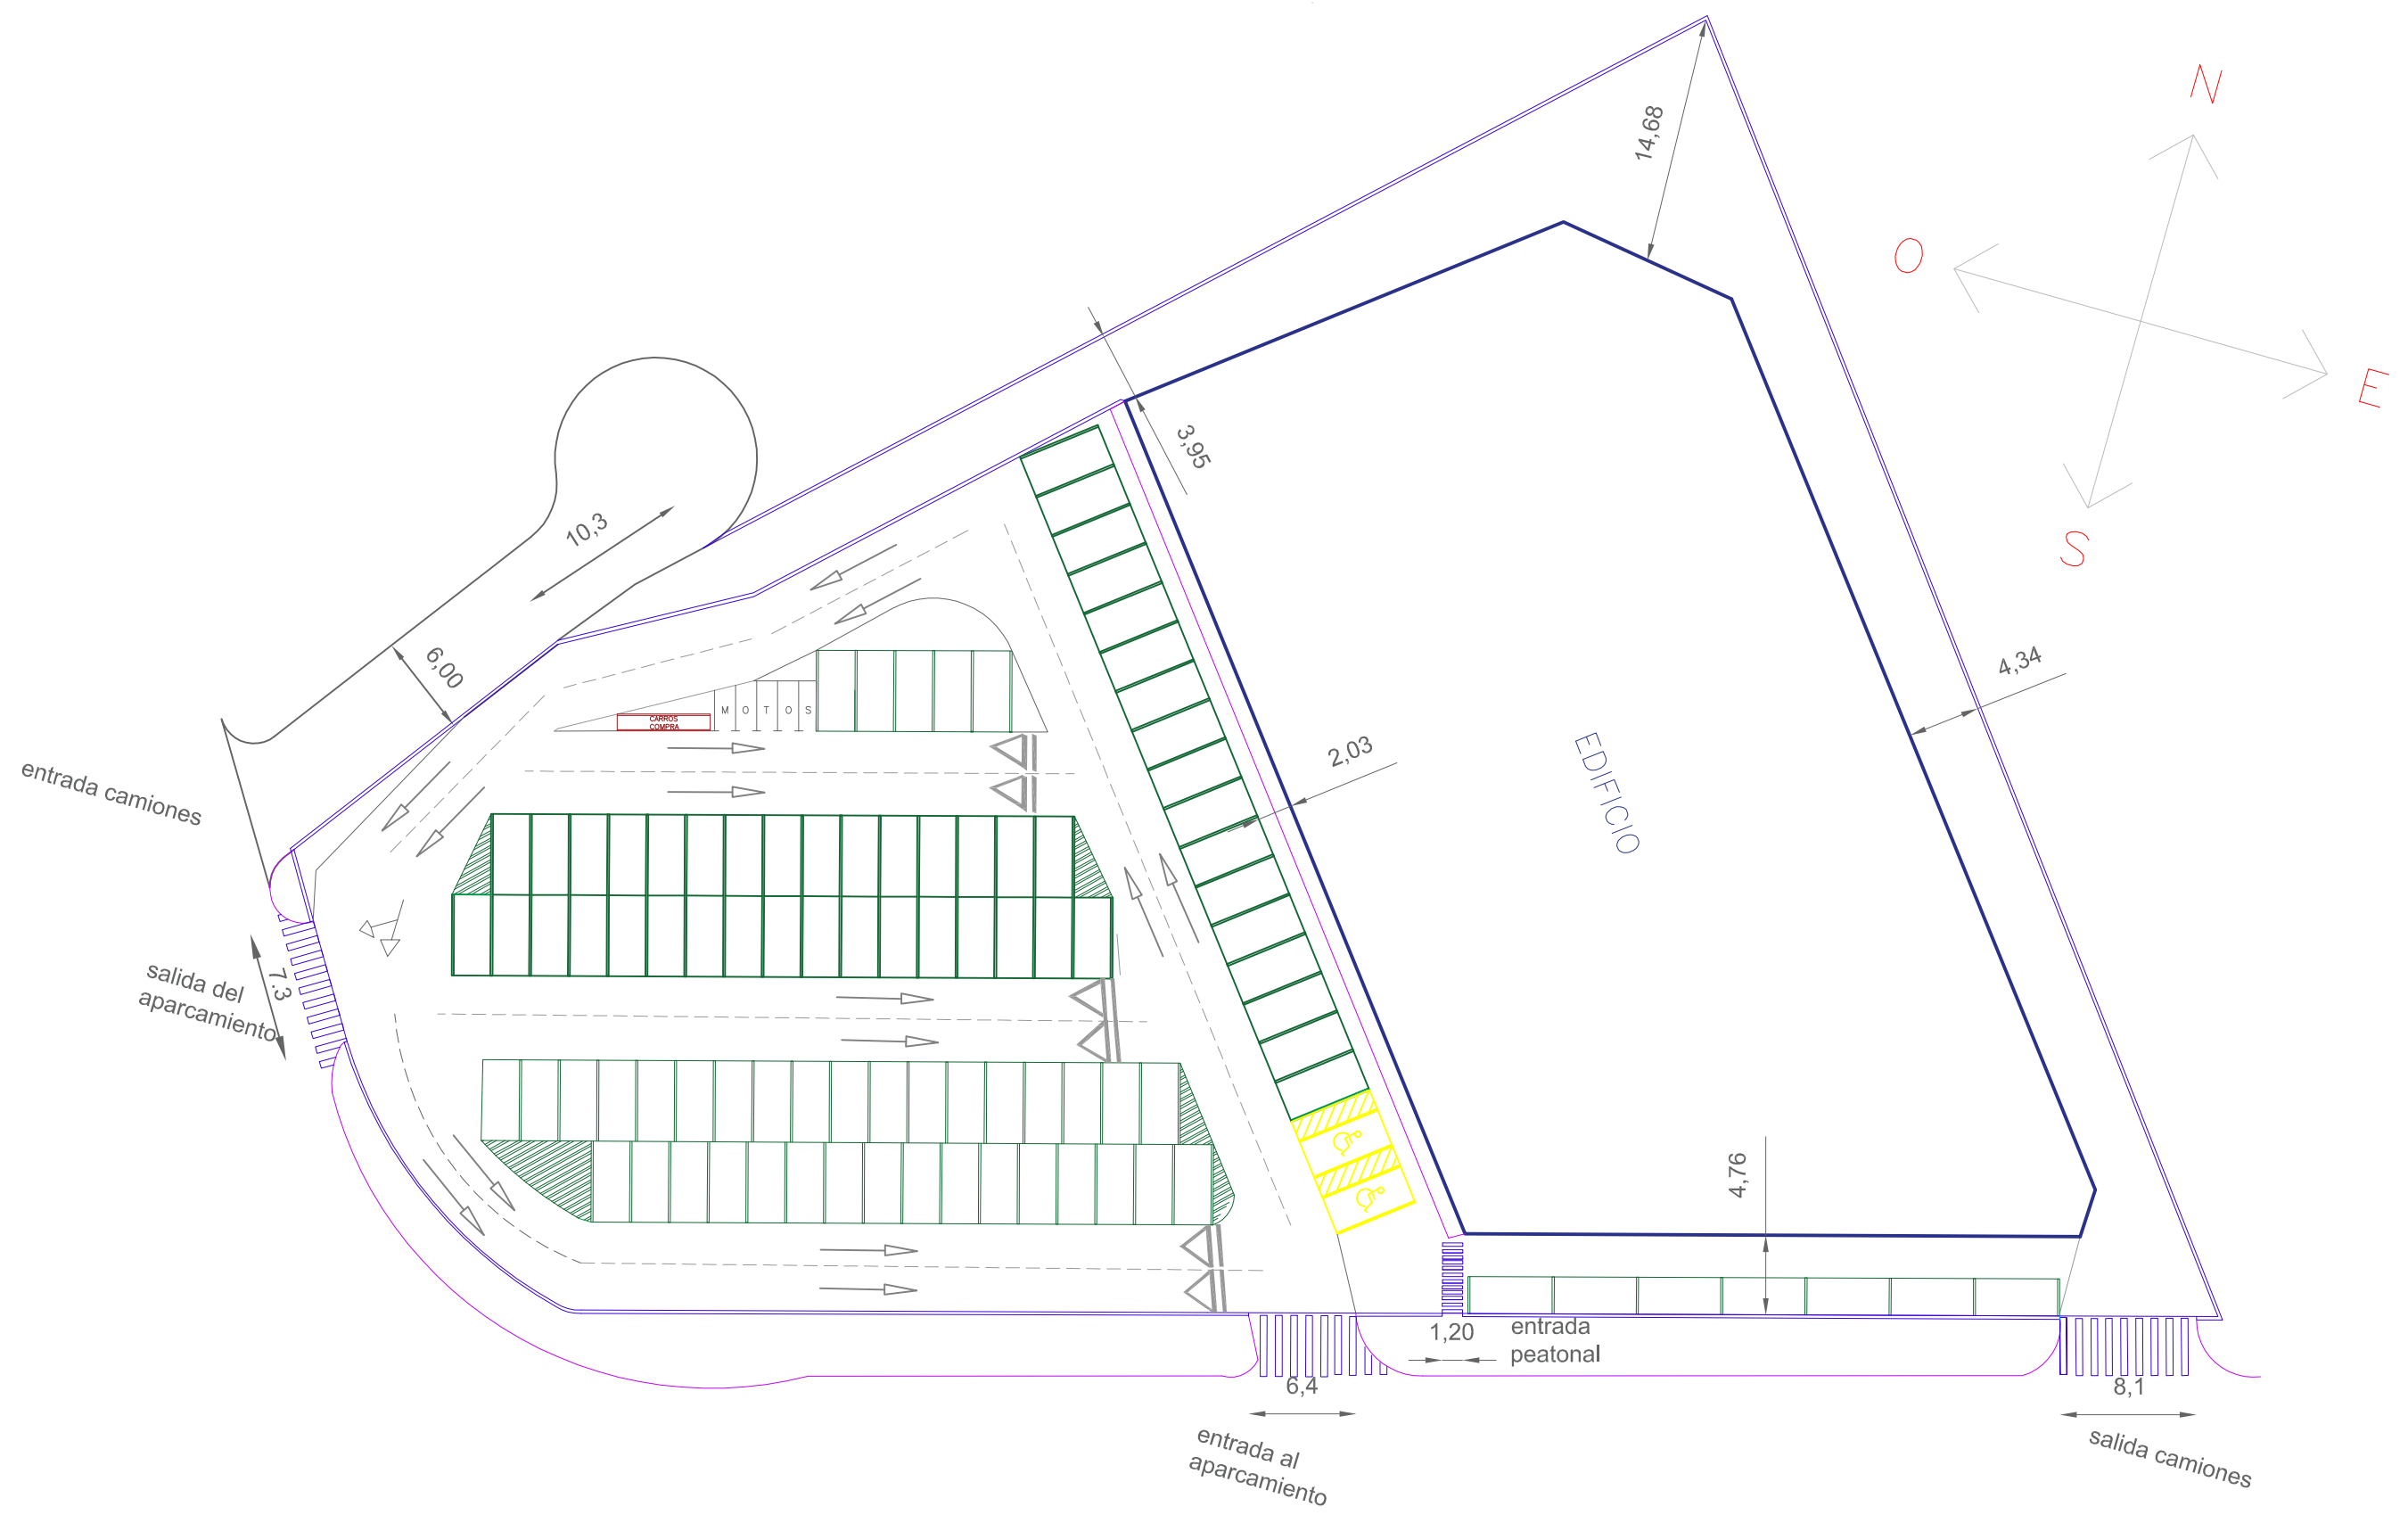 N
14,68
O
E
3,95
10,3
S
6,00
4,34
M O T O S
CARROS
COMPRA
2,03
EDIFICIO
entrada camiones
7.3
salida del
aparcamiento
4,76
1,20
entrada
peatonal
6,4
8,1
entrada al
aparcamiento
salida camiones